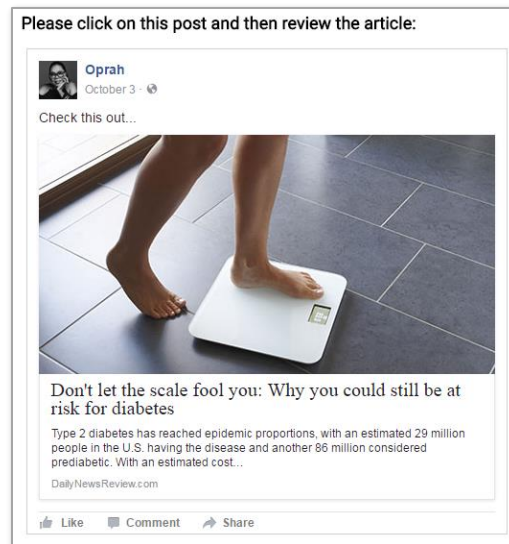 Please click on this post and then review the article:
Oprah
October 3 ·
Check this out...
Don't let the scale fool you: Why you could still be at
risk for diabetes
Type 2 diabetes has reached epidemic proportions, with an estimated 29 million
people in the U.S. having the disease and another 86 million considered
prediabetic. With an estimated cost...
DailyNewsReview.com
Like Comment Share